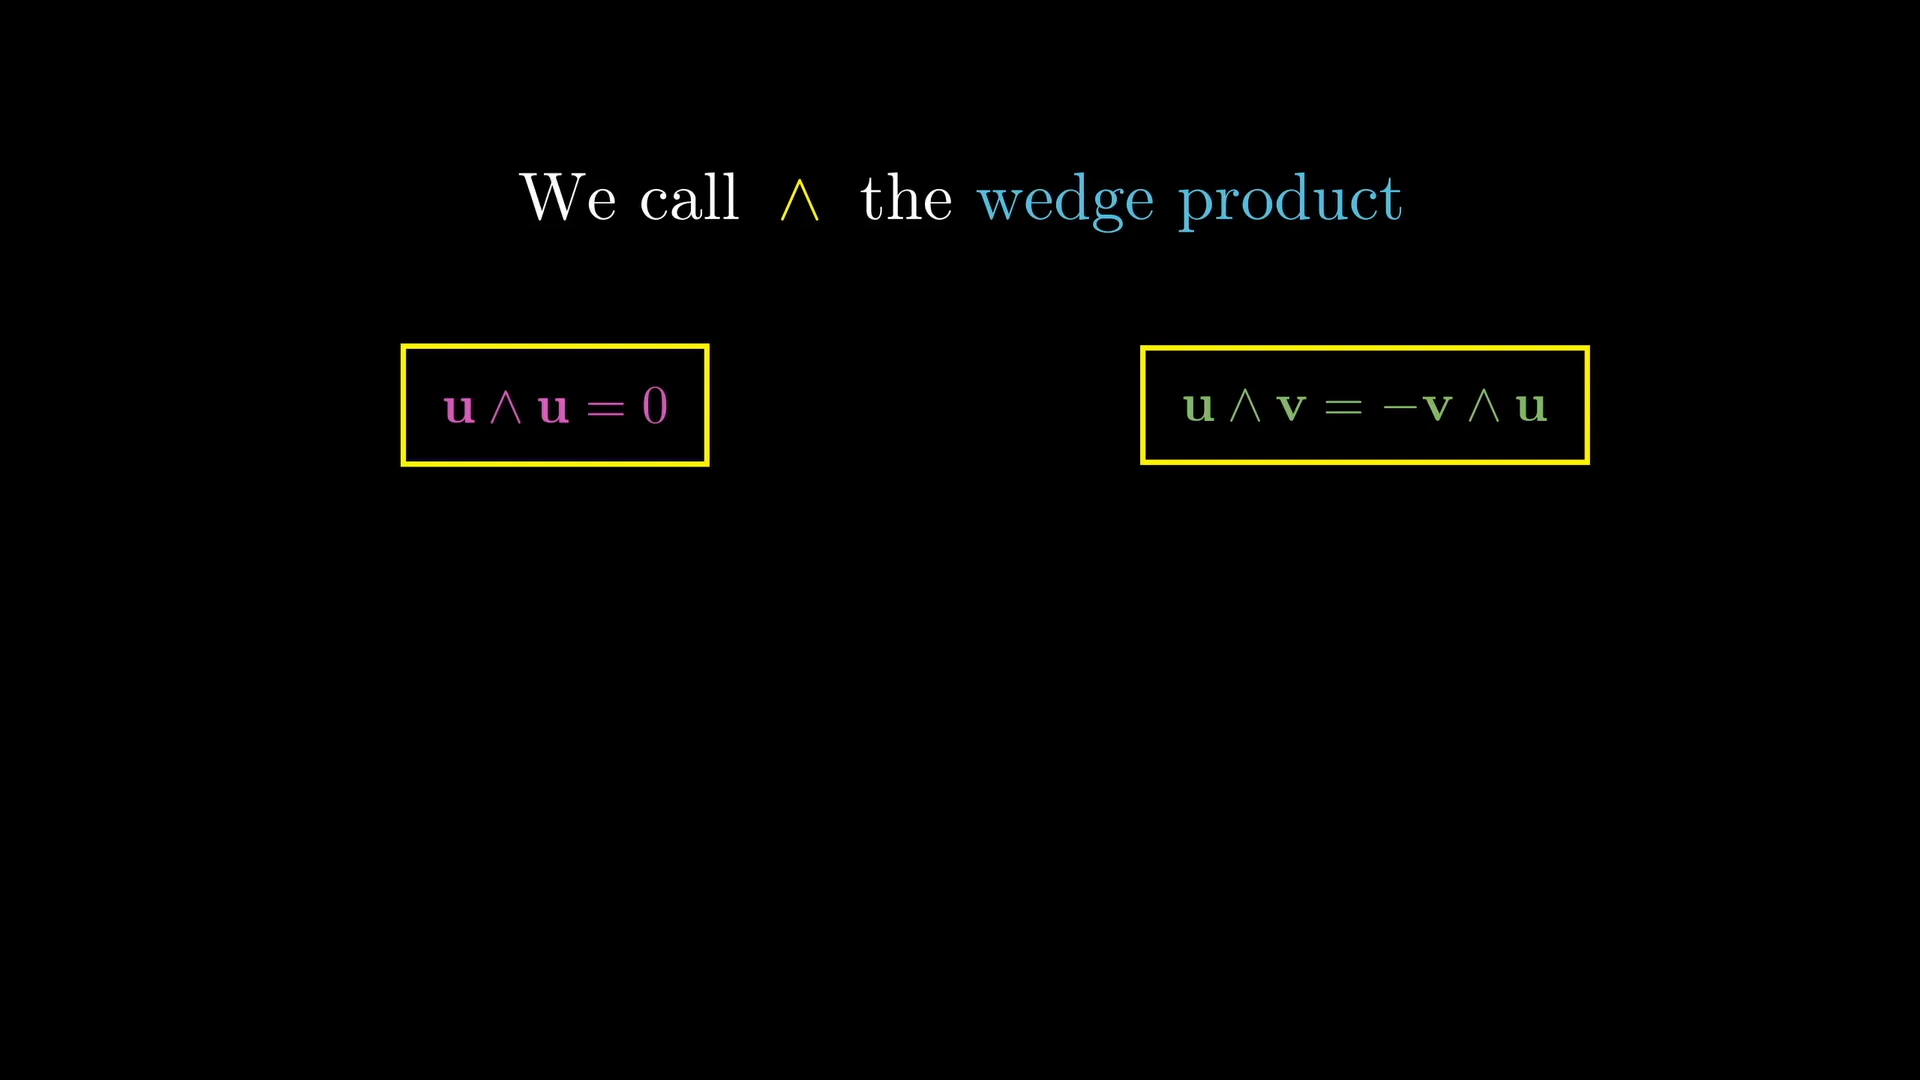 We call ∧ the wedge product
u ∧ u = 0
u ∧ v = −v ∧ u